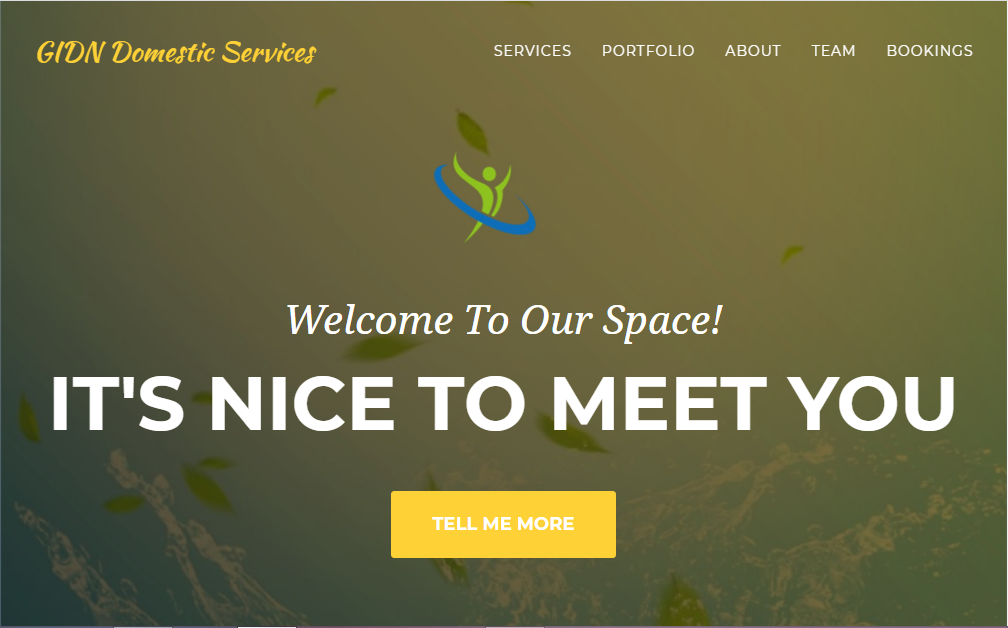 GIDN Domestic Services
SERVICES PORTFOLIO ABOUT TEAM BOOKINGS
Welcome To Our Space!
IT'S NICE TO MEET YOU
TELL ME MORE